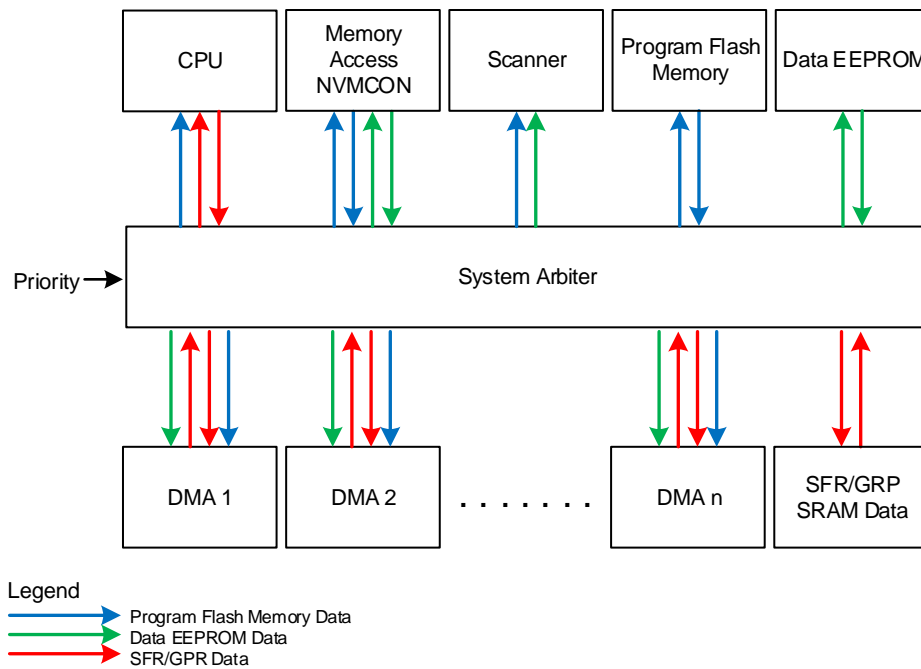 CPU
Memory
Access
NVMCON
Scanner
Program Flash
Memory
Data EEPROM
Priority
System Arbiter
DMA 1
DMA 2
. . . . . . .
DMA n
SFR/GRP
SRAM Data
Legend
Program Flash Memory Data
Data EEPROM Data
SFR/GPR Data